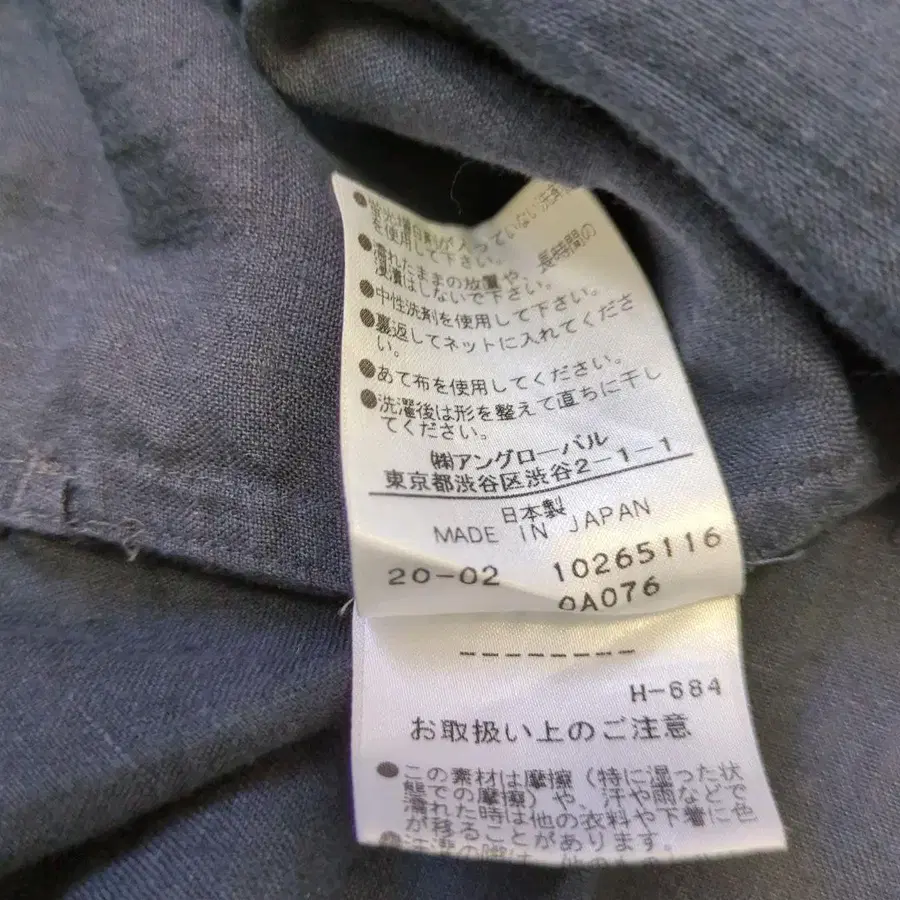 ●蛍光増白剤が入っていない洗剤
を使用して下さい。
●濡れたままの放置や、長時間の
浸漬はしないで下さい。
●中性洗剤を使用して下さい。
●裏返してネットに入れてくださ
い。
●あて布を使用してください。
●洗濯後は形を整えて直ちに干し
てください。
㈱アングローバル
東京都渋谷区渋谷2-1-1
日本製
MADE IN JAPAN
20-02 10265116
0A076
--------
H-684
お取扱い上のご注意
●この素材は摩擦(特に湿った状
態での摩擦)や、汗や雨などで
濡れた時は他の衣料や下着に色
が移ることがあります。